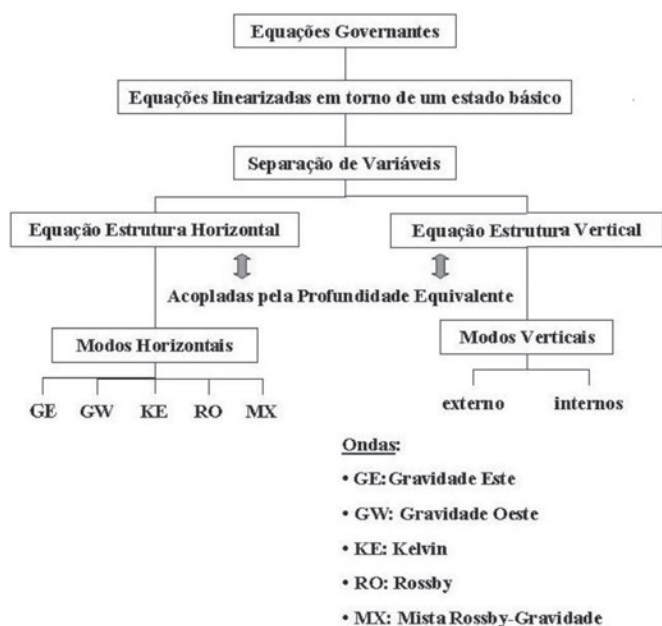 Equações Governantes
Equações linearizadas em torno de um estado básico
Separação de Variáveis
Equação Estrutura Horizontal
Equação Estrutura Vertical
Acopladas pela Profundidade Equivalente
Modos Horizontais
Modos Verticais
GE GW KE RO MX
externo internos
Ondas:
• GE:Gravidade Este
• GW: Gravidade Oeste
• KE: Kelvin
• RO: Rossby
• MX: Mista Rossby-Gravidade